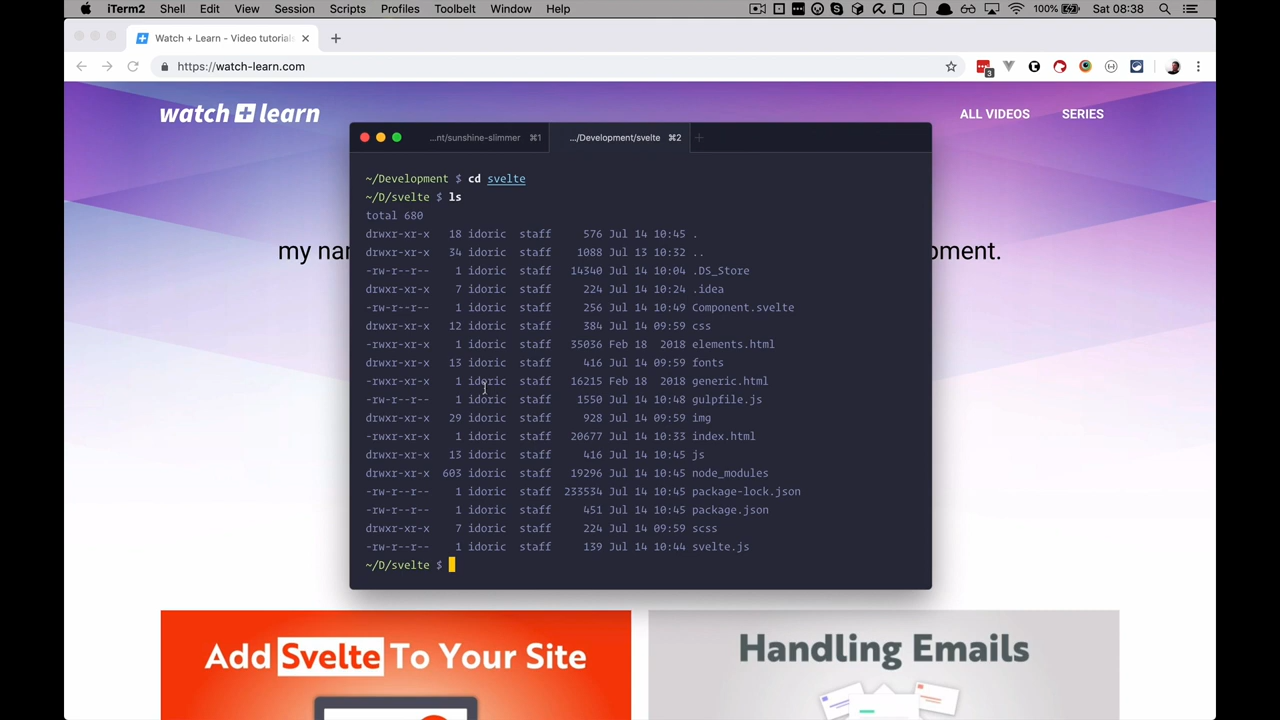 iTerm2 Shell Edit View Session Scripts Profiles Toolbelt Window Help 100% Sat 08:38
Watch + Learn - Video tutorials
https://watch-learn.com
3
watch learn
ALL VIDEOS SERIES
...nt/sunshine-slimmer ⌘1 .../Development/svelte ⌘2
~/Development $ cd svelte
~/D/svelte $ ls
total 680
drwxr-xr-x 18 idoric staff 576 Jul 14 10:45 .
drwxr-xr-x 34 idoric staff 1088 Jul 13 10:32 ..
-rw-r--r-- 1 idoric staff 14340 Jul 14 10:04 .DS_Store
drwxr-xr-x 7 idoric staff 224 Jul 14 10:24 .idea
-rw-r--r-- 1 idoric staff 256 Jul 14 10:49 Component.svelte
drwxr-xr-x 12 idoric staff 384 Jul 14 09:59 css
-rw-r--r-- 1 idoric staff 35036 Feb 18 2018 elements.html
drwxr-xr-x 13 idoric staff 416 Jul 14 09:59 fonts
-rwxr-xr-x 1 idoric staff 16215 Feb 18 2018 generic.html
-rw-r--r-- 1 idoric staff 1550 Jul 14 10:48 gulpfile.js
drwxr-xr-x 29 idoric staff 928 Jul 14 09:59 img
-rwxr-xr-x 1 idoric staff 20677 Jul 14 10:33 index.html
drwxr-xr-x 13 idoric staff 416 Jul 14 10:45 js
drwxr-xr-x 603 idoric staff 19296 Jul 14 10:45 node_modules
-rw-r--r-- 1 idoric staff 233534 Jul 14 10:45 package-lock.json
-rw-r--r-- 1 idoric staff 451 Jul 14 10:45 package.json
drwxr-xr-x 7 idoric staff 224 Jul 14 09:59 scss
-rw-r--r-- 1 idoric staff 139 Jul 14 10:44 svelte.js
~/D/svelte $
my
Add Svelte To Your Site
Handling Emails